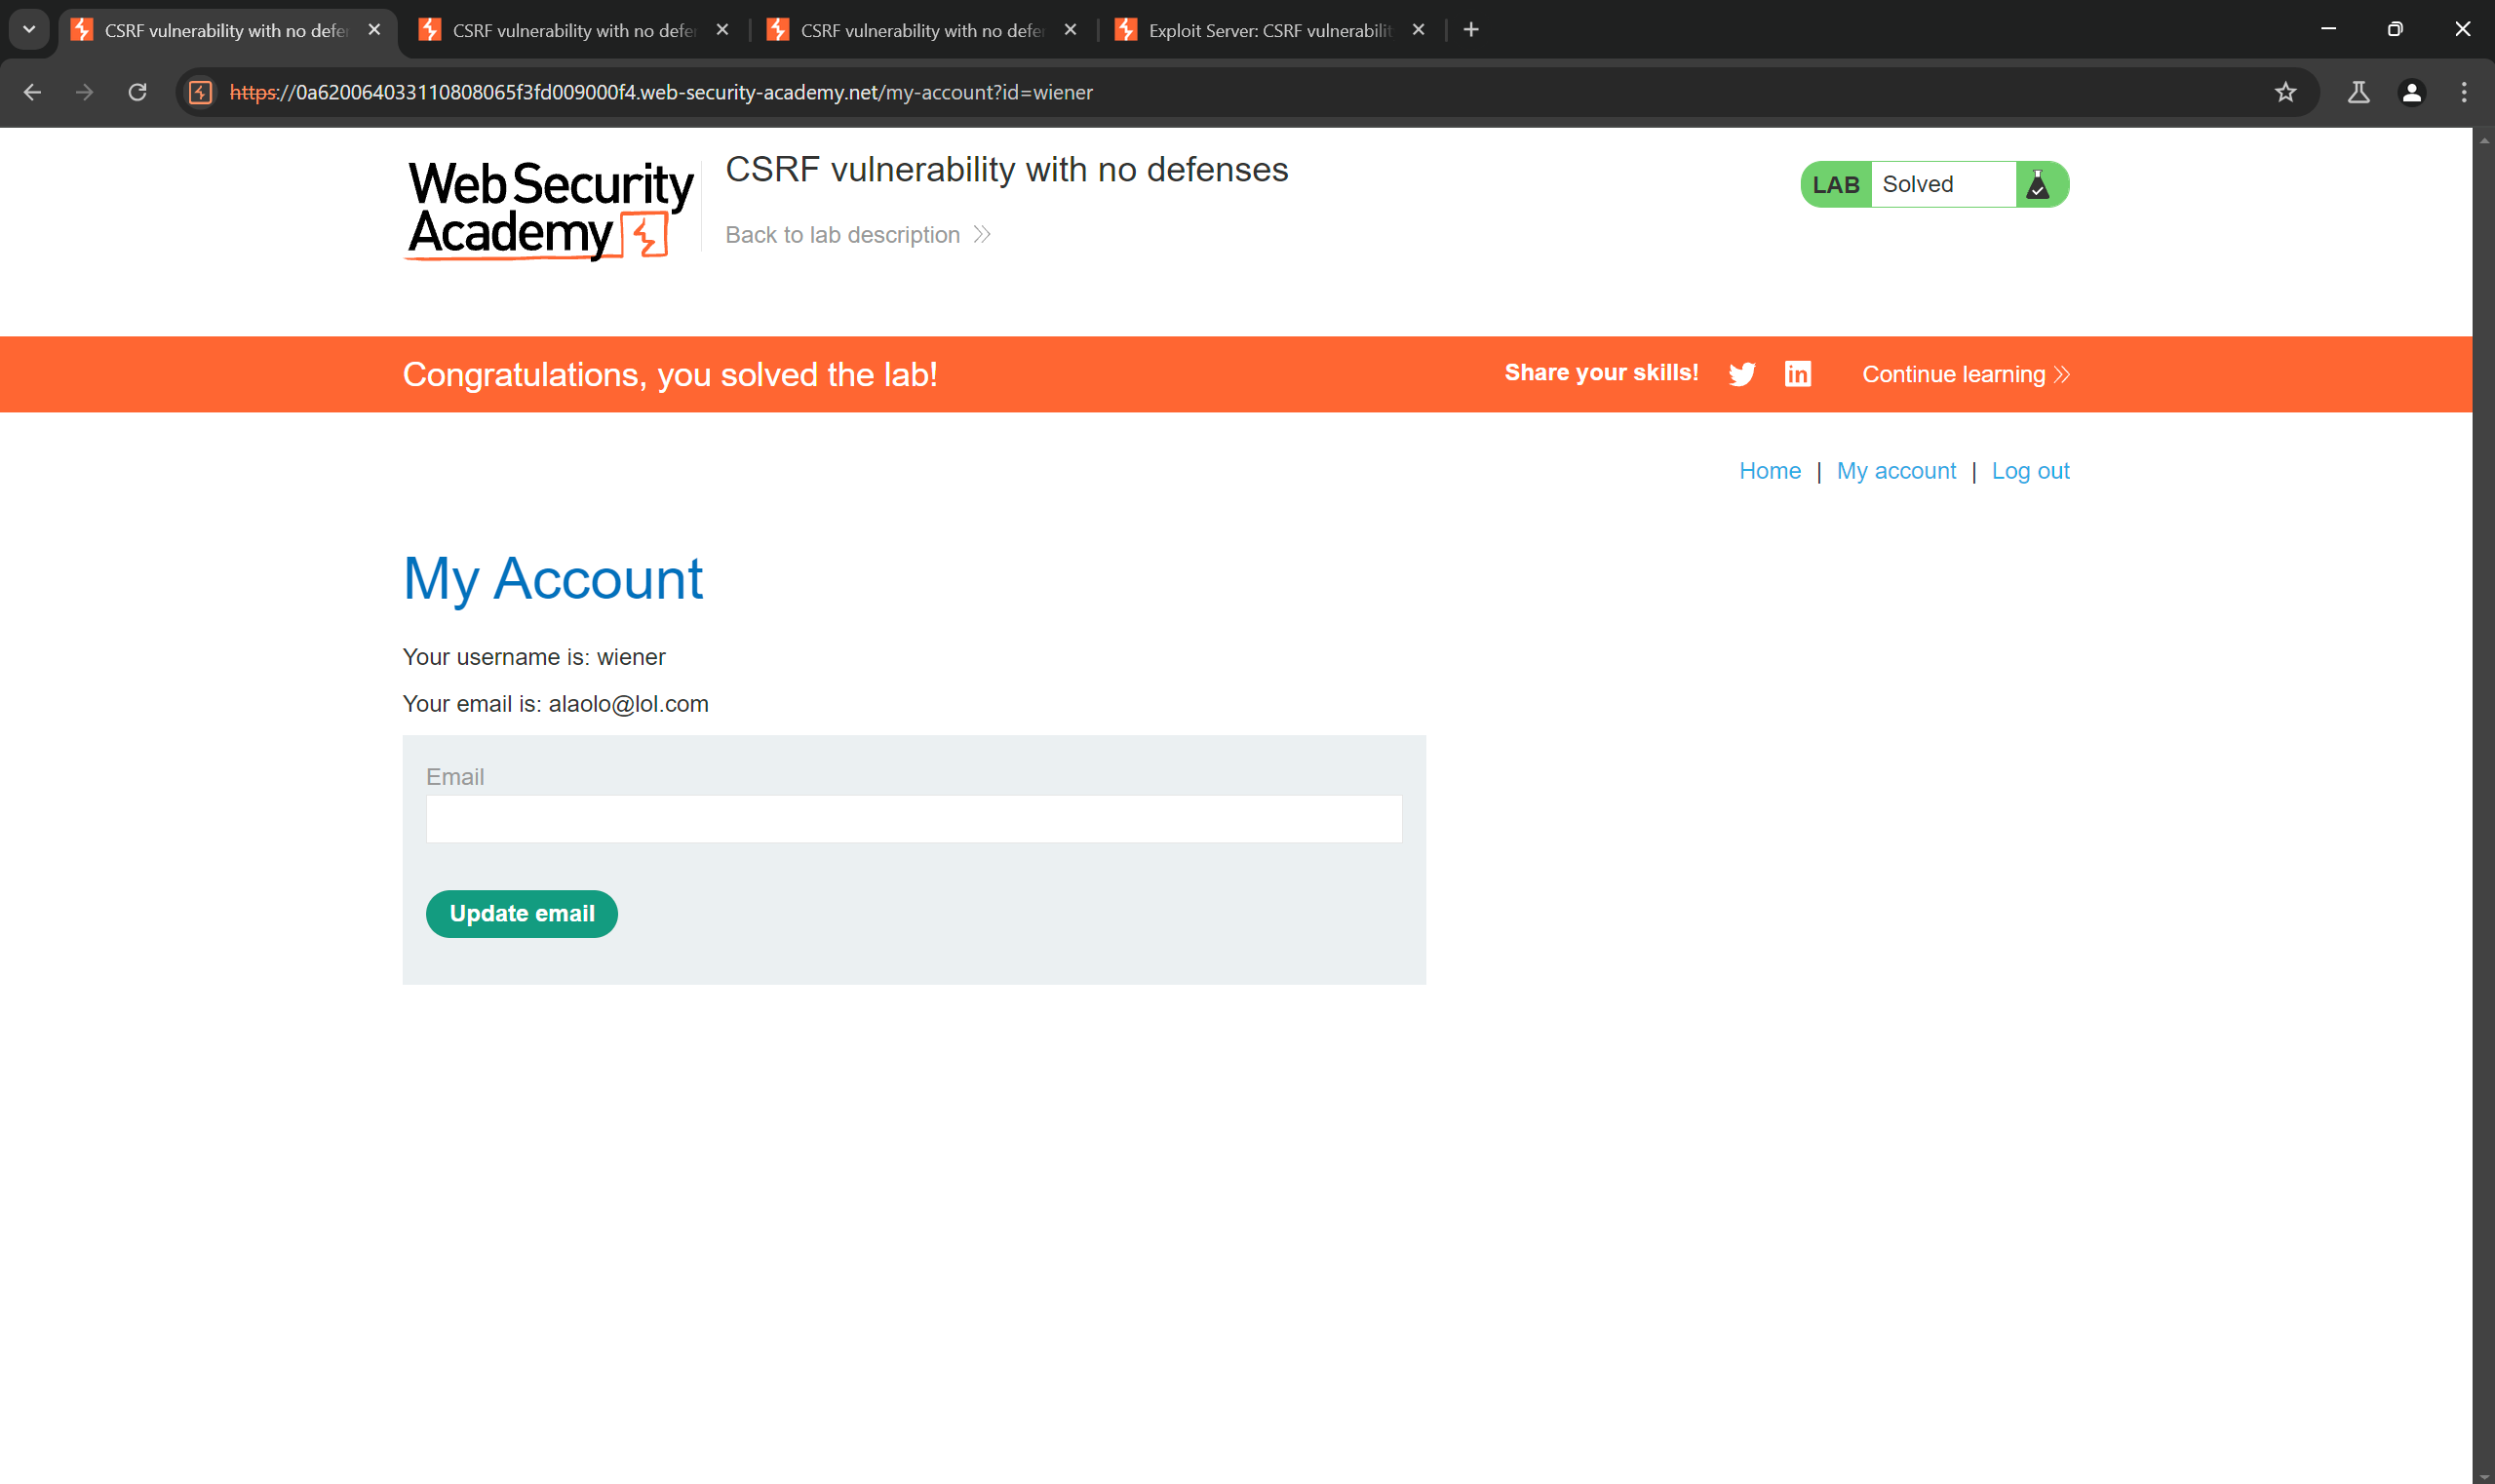 CSRF vulnerability with no defe
CSRF vulnerability with no defe
CSRF vulnerability with no defe
Exploit Server: CSRF vulnerabilit
https://0a620064033110808065f3fd009000f4.web-security-academy.net/my-account?id=wiener
Web Security
Academy
CSRF vulnerability with no defenses
Back to lab description
LAB Solved
Congratulations, you solved the lab!
Share your skills!
in
Continue learning
Home | My account | Log out
My Account
Your username is: wiener
Your email is: alaolo@lol.com
Email
Update email